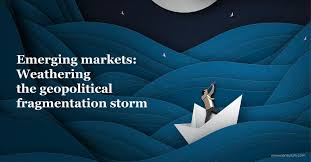 Emerging markets:
Weathering
the geopolitical
fragmentation storm